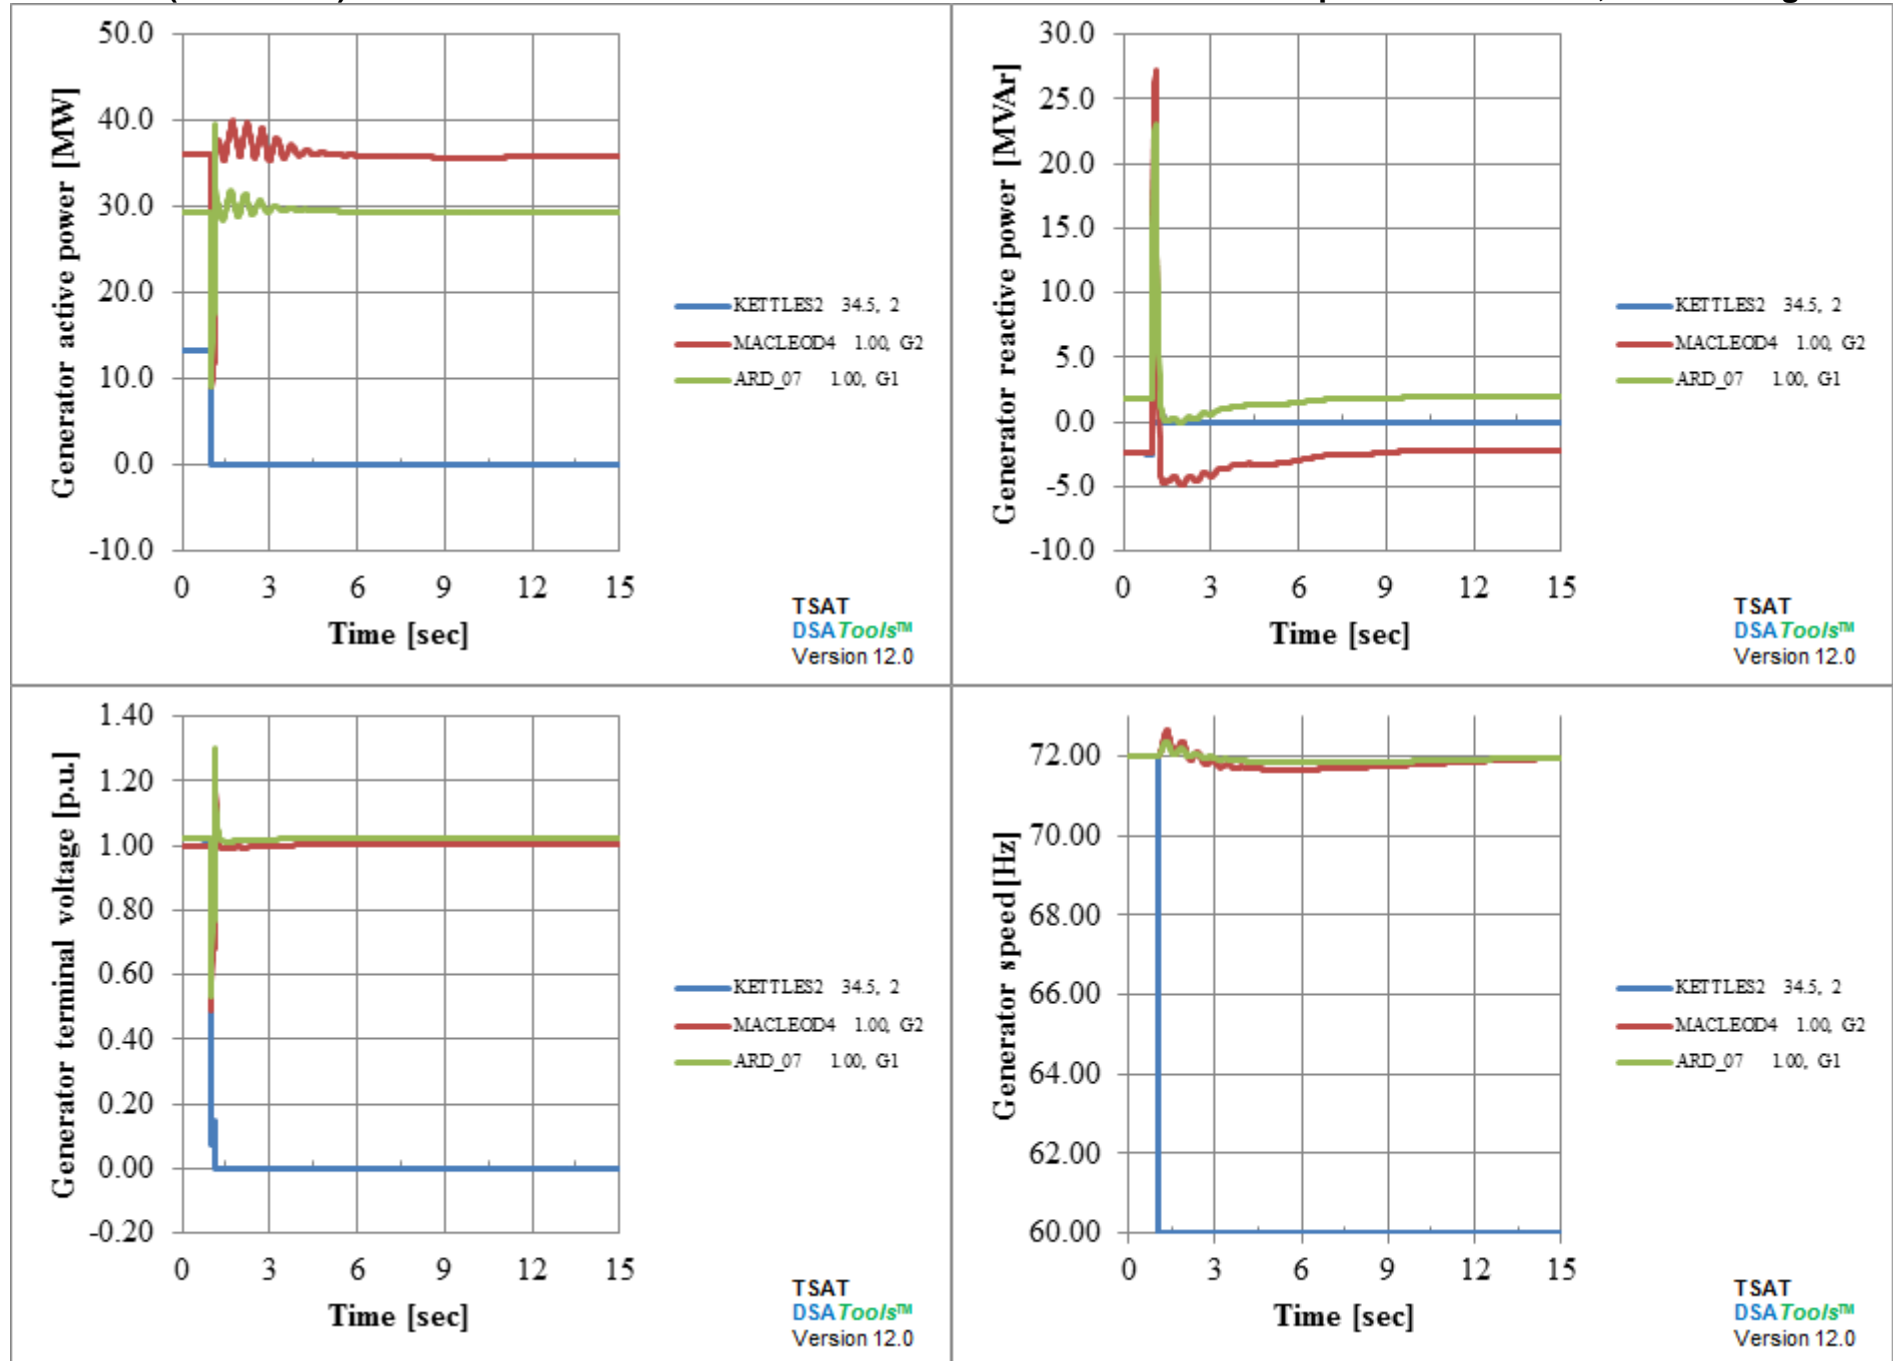 Generator active power [MW]
50.0
40.0
30.0
20.0
10.0
0.0
-10.0
0 3 6 9 12 15
Time [sec]
KETTLES2 34.5, 2
MACLEOD4 1.00, G2
ARD_07 1.00, G1
TSAT
DSATools™
Version 12.0
Generator reactive power [MVAr]
30.0
25.0
20.0
15.0
10.0
5.0
0.0
-5.0
-10.0
0 3 6 9 12 15
Time [sec]
KETTLES2 34.5, 2
MACLEOD4 1.00, G2
ARD_07 1.00, G1
TSAT
DSATools™
Version 12.0
Generator terminal voltage [p.u.]
1.40
1.20
1.00
0.80
0.60
0.40
0.20
0.00
-0.20
0 3 6 9 12 15
Time [sec]
KETTLES2 34.5, 2
MACLEOD4 1.00, G2
ARD_07 1.00, G1
TSAT
DSATools™
Version 12.0
Generator speed [Hz]
72.00
70.00
68.00
66.00
64.00
62.00
60.00
0 3 6 9 12 15
Time [sec]
KETTLES2 34.5, 2
MACLEOD4 1.00, G2
ARD_07 1.00, G1
TSAT
DSATools™
Version 12.0